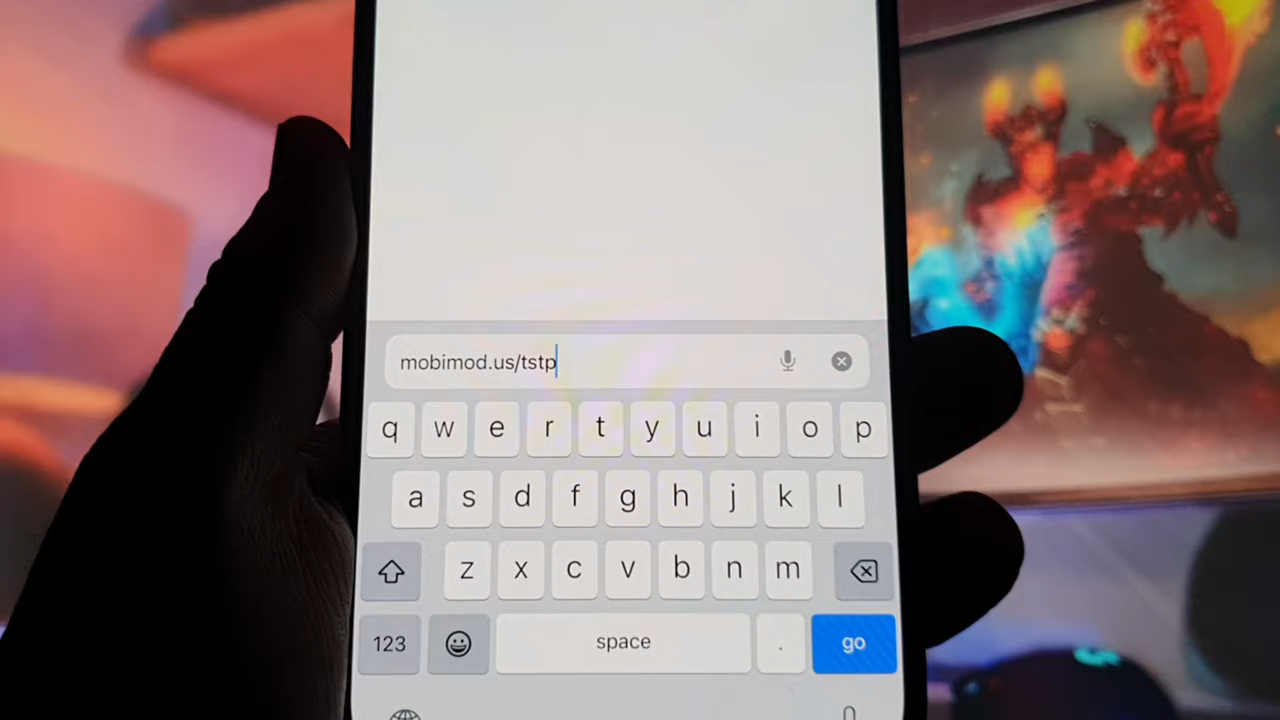 mobimod.us/tstp
q w e r t y u i o p
a s d f g h j k l
z x c v b n m
123 space . go